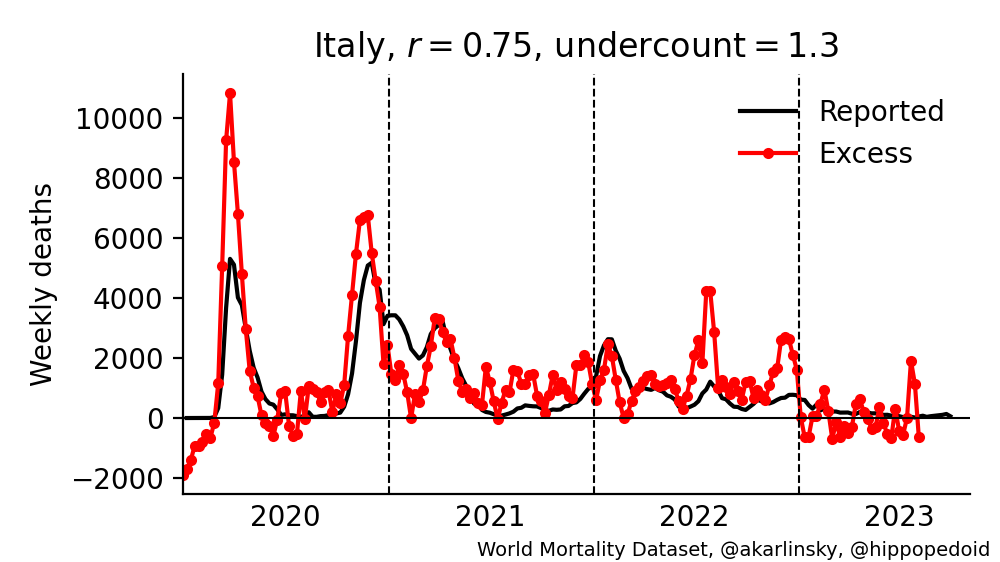 Italy, r = 0.75, undercount = 1.3
Reported
Excess
Weekly deaths
10000
8000
6000
4000
2000
0
−2000
2020 2021 2022 2023
World Mortality Dataset, @akarlinsky, @hippopedoid